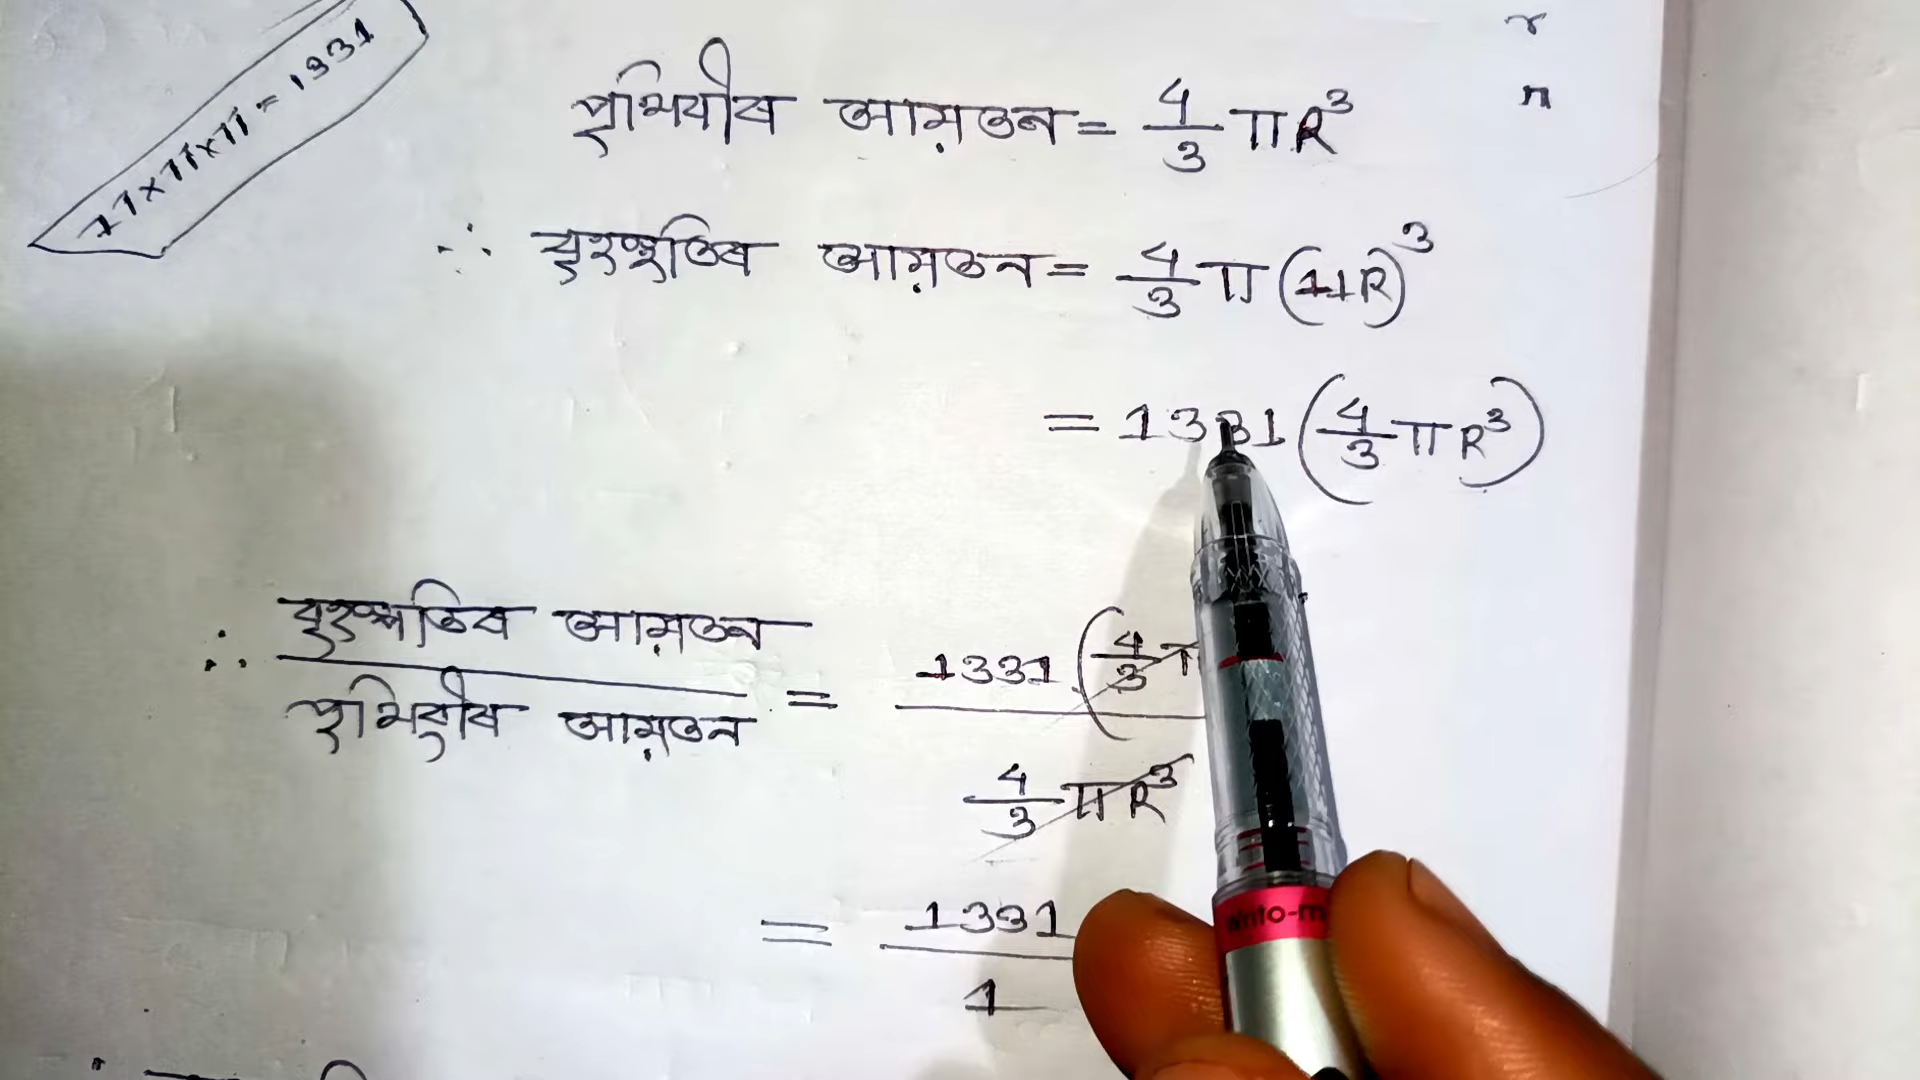 11×11×11 = 1331
r
পৃথিবীৰ আয়তন = 4/3 πR³
n
∴ বৃহস্পতিৰ আয়তন = 4/3 π(11R)³
= 1331(4/3 πR³)
∴ বৃহস্পতিৰ আয়তন / পৃথিবীৰ আয়তন = 1331(4/3 π / 4/3 πR³
= 1331 / 1